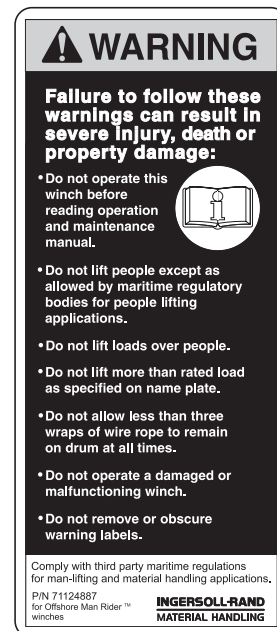 WARNING
Failure to follow these
warnings can result in
severe injury, death or
property damage:
• Do not operate this
winch before
reading operation
and maintenance
manual.
• Do not lift people except as
allowed by maritime regulatory
bodies for people lifting
applications.
• Do not lift loads over people.
• Do not lift more than rated load
as specified on name plate.
• Do not allow less than three
wraps of wire rope to remain
on drum at all times.
• Do not operate a damaged or
malfunctioning winch.
• Do not remove or obscure
warning labels.
Comply with third party maritime regulations
for man-lifting and material handling applications.
P/N 71124887
for Offshore Man Rider ™
winches
INGERSOLL-RAND
MATERIAL HANDLING